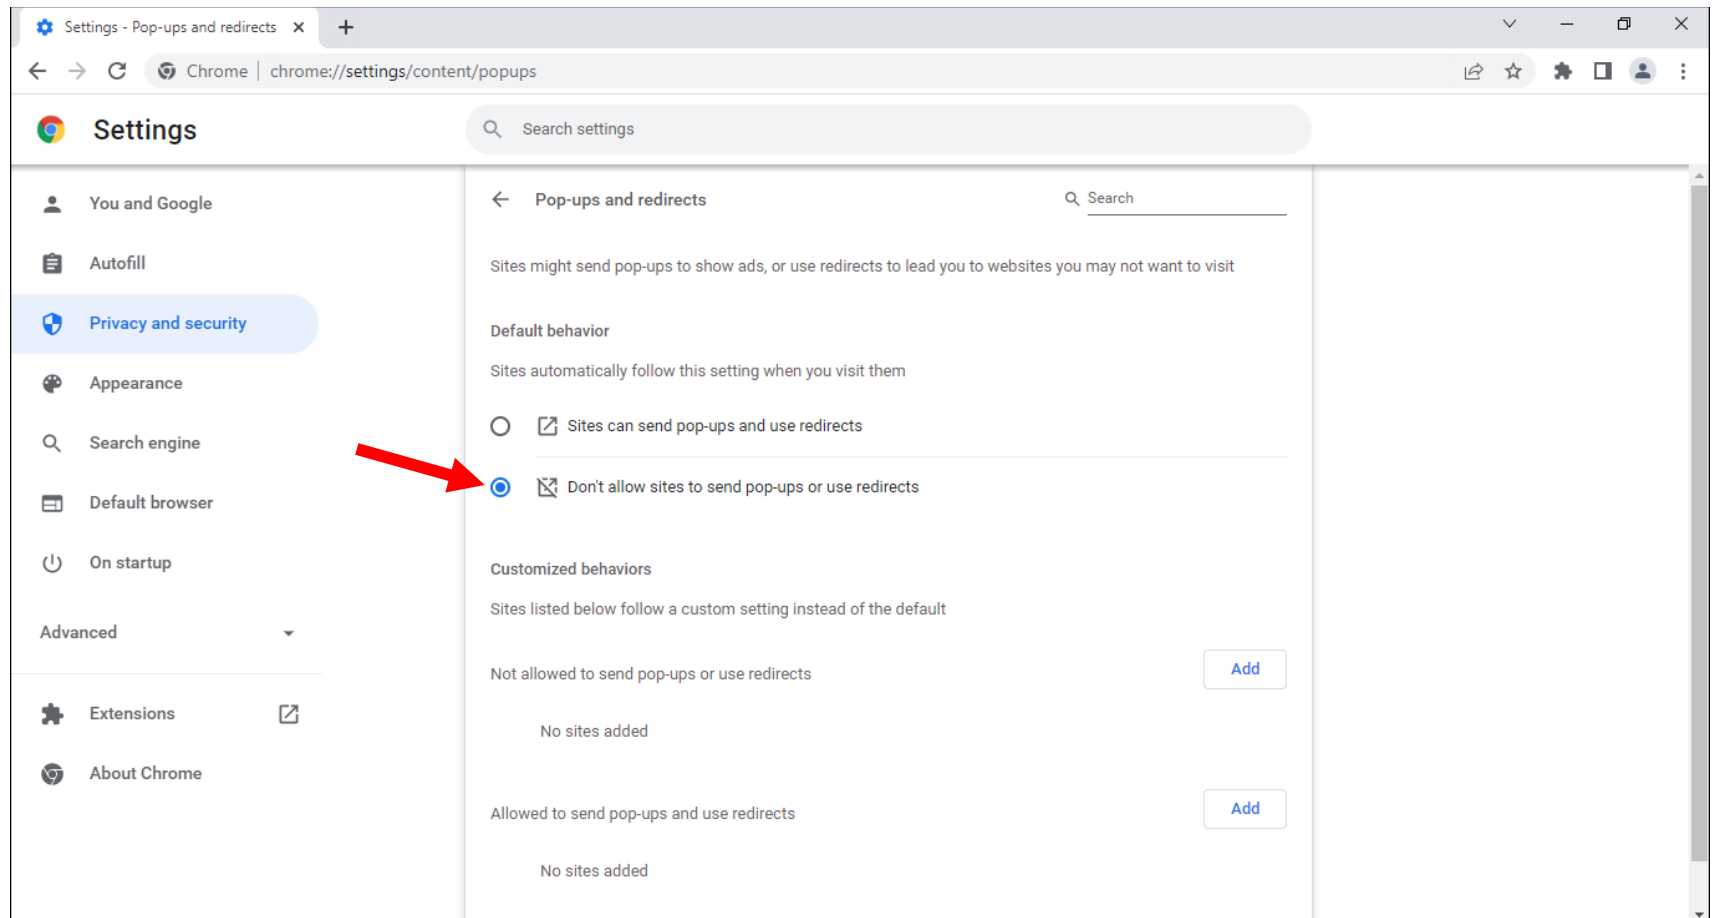 Settings - Pop-ups and redirects
Chrome chrome://settings/content/popups
Settings
Search settings
You and Google
Autofill
Privacy and security
Appearance
Search engine
Default browser
On startup
Advanced
Extensions
About Chrome
Pop-ups and redirects
Search
Sites might send pop-ups to show ads, or use redirects to lead you to websites you may not want to visit
Default behavior
Sites automatically follow this setting when you visit them
Sites can send pop-ups and use redirects
Don't allow sites to send pop-ups or use redirects
Customized behaviors
Sites listed below follow a custom setting instead of the default
Not allowed to send pop-ups or use redirects
Add
No sites added
Allowed to send pop-ups and use redirects
Add
No sites added